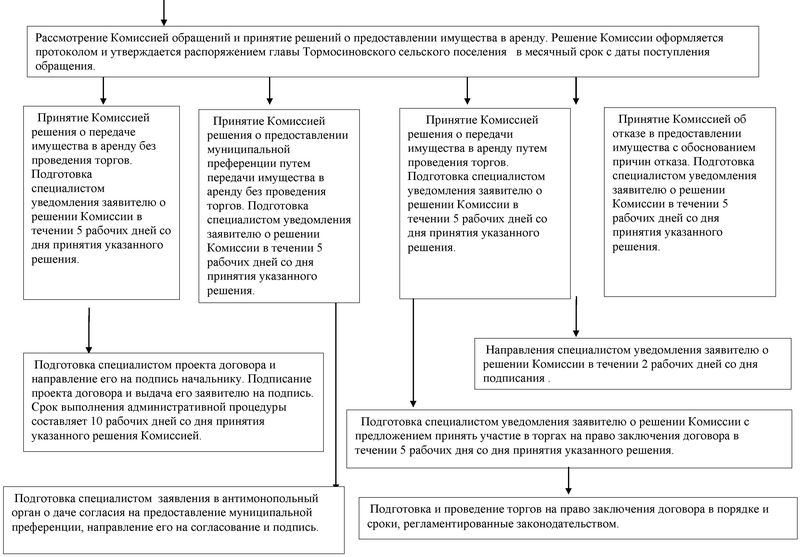 Рассмотрение Комиссией обращений и принятие решений о предоставлении имущества в аренду. Решение Комиссии оформляется
протоколом и утверждается распоряжением главы Тормосиновского сельского поселения в месячный срок с даты поступления
обращения.
Принятие Комиссией
решения о передаче
имущества в аренду без
проведения торгов.
Подготовка
специалистом
уведомления заявителю о
решении Комиссии в
течении 5 рабочих дней со
дня принятия указанного
решения.
Принятие Комиссией
решения о предоставлении
муниципальной
преференции путем
передачи имущества в
аренду без проведения
торгов. Подготовка
специалистом уведомления
заявителю о решении
Комиссии в течении 5
рабочих дней со дня
принятия указанного
решения.
Принятие Комиссией
решения о передачи
имущества в аренду путем
проведения торгов.
Подготовка специалистом
уведомления заявителю о
решении Комиссии в
течении 5 рабочих дней со
дня принятия указанного
решения.
Принятие Комиссией об
отказе в предоставлении
имущества с обоснованием
причин отказа. Подготовка
специалистом уведомления
заявителю о решении
Комиссии в течении 5
рабочих дней со дня
принятия указанного
решения.
Направления специалистом уведомления заявителю о
решении Комиссии в течении 2 рабочих дней со дня
подписания .
Подготовка специалистом проекта договора и
направление его на подпись начальнику. Подписание
проекта договора и выдача его заявителю на подпись.
Срок выполнения административной процедуры
составляет 10 рабочих дней со дня принятия
указанного решения Комиссией.
Подготовка специалистом уведомления заявителю о решении Комиссии с
предложением принять участие в торгах на право заключения договора в
течении 5 рабочих дня со дня принятия указанного решения.
Подготовка специалистом заявления в антимонопольный
орган о даче согласия на предоставление муниципальной
преференции, направление его на согласование и подпись.
Подготовка и проведение торгов на право заключения договора в порядке и
сроки, регламентированные законодательством.